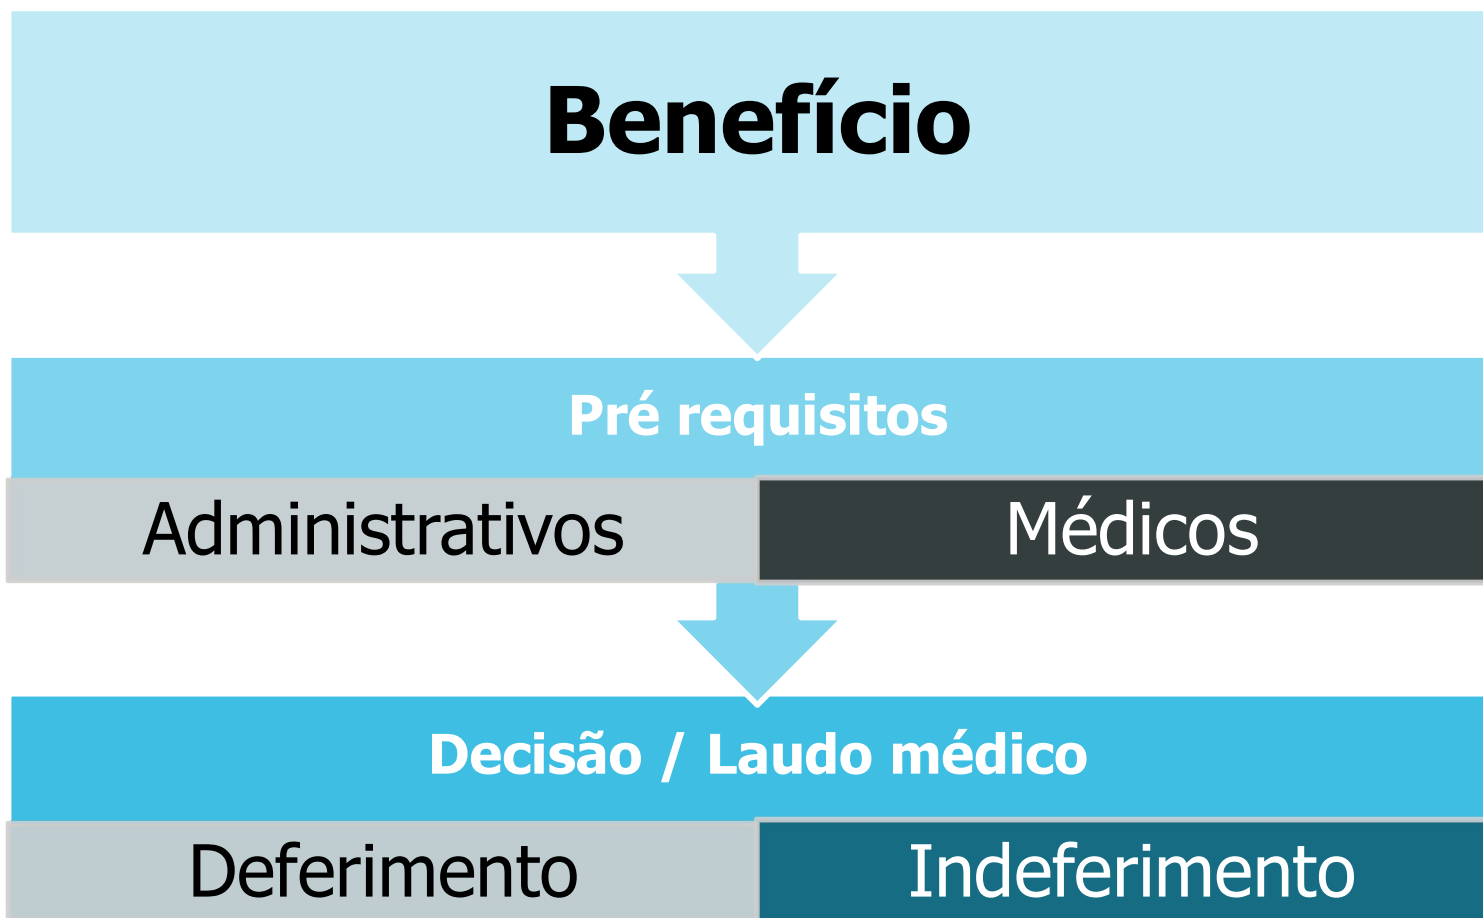 Benefício
Pré requisitos
Administrativos
Médicos
Decisão / Laudo médico
Deferimento
Indeferimento